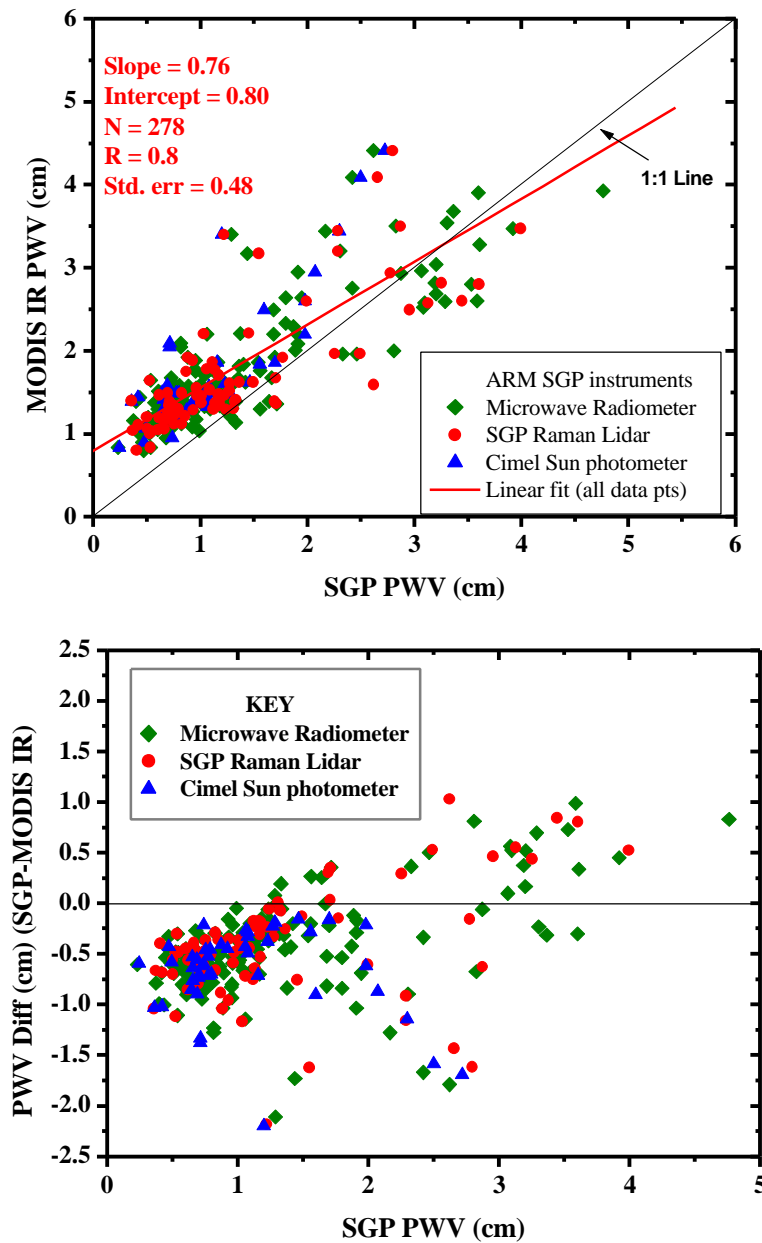 6
5
4
3
2
1
0
MODIS IR PWV (cm)
Slope = 0.76
Intercept = 0.80
N = 278
R = 0.8
Std. err = 0.48
1:1 Line
ARM SGP instruments
Microwave Radiometer
SGP Raman Lidar
Cimel Sun photometer
Linear fit (all data pts)
0 1 2 3 4 5 6
SGP PWV (cm)
2.5
2.0
1.5
1.0
0.5
0.0
-0.5
-1.0
-1.5
-2.0
-2.5
PWV Diff (cm) (SGP-MODIS IR)
KEY
Microwave Radiometer
SGP Raman Lidar
Cimel Sun photometer
0 1 2 3 4 5
SGP PWV (cm)